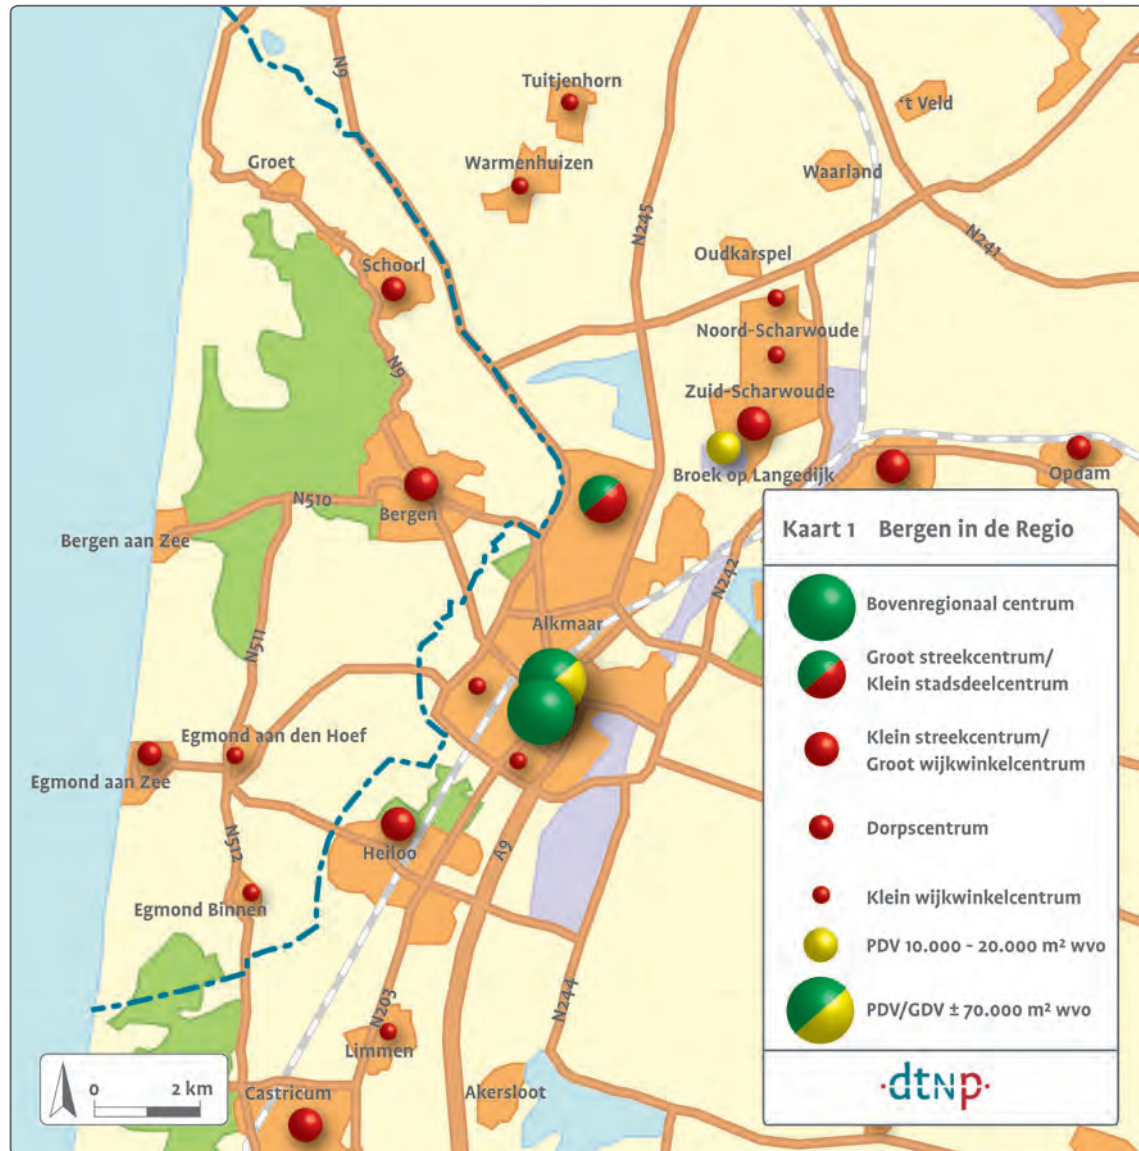 N9
Tuitjenhorn
't Veld
Groet
Warmenhuizen
Waarland
N245
N241
Oudkarspel
Schoorl
Noord-Scharwoude
N9
Zuid-Scharwoude
Broek op Langedijk
Opdam
N510
Bergen
Bergen aan Zee
N242
Alkmaar
N511
Egmond aan den Hoef
Egmond aan Zee
N512
Heiloo
A9
Egmond Binnen
N203
N244
Limmen
Akersloot
Castricum
0 2 km
Kaart 1 Bergen in de Regio
Bovenregionaal centrum
Groot streekcentrum/
Klein stadsdeelcentrum
Klein streekcentrum/
Groot wijkwinkelcentrum
Dorpscentrum
Klein wijkwinkelcentrum
PDV 10.000 - 20.000 m² wvo
PDV/GDV ± 70.000 m² wvo
·dtNp·